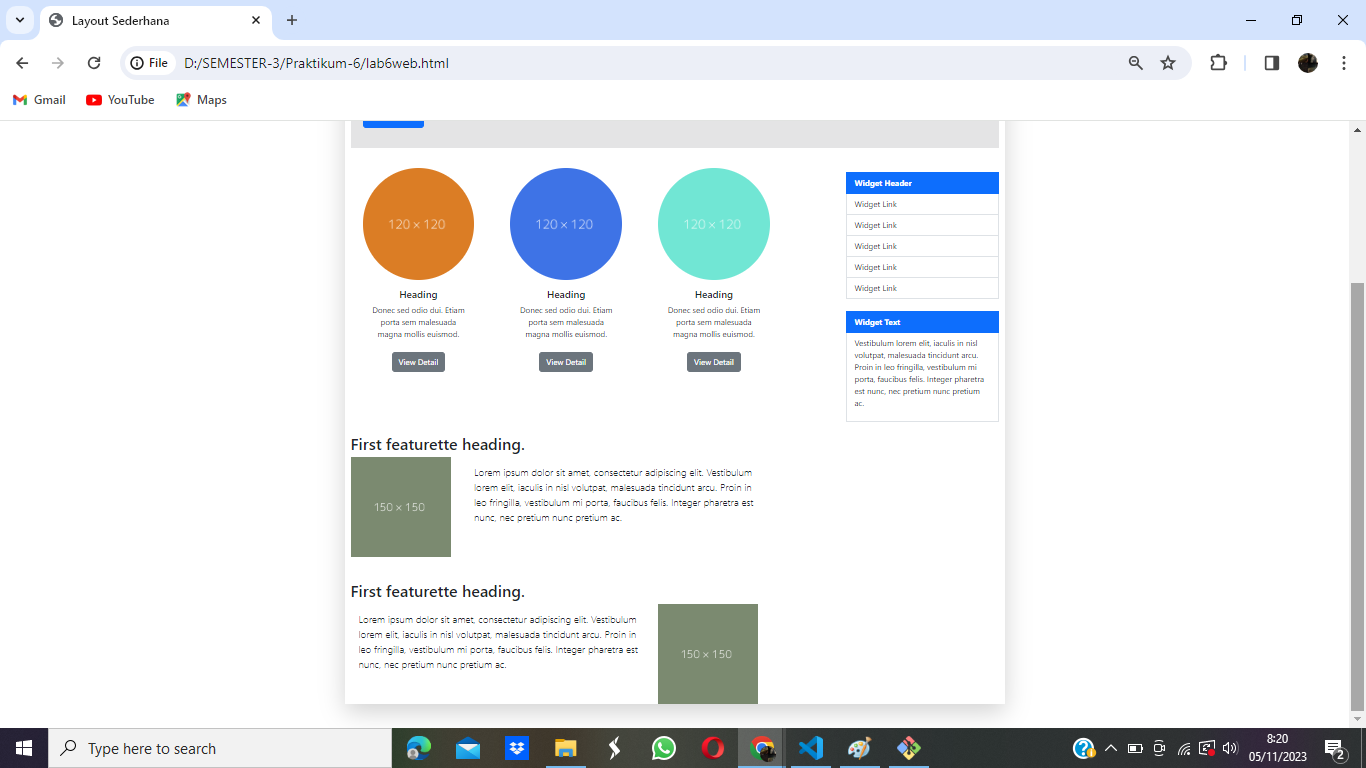 Layout Sederhana
File D:/SEMESTER-3/Praktikum-6/lab6web.html
Gmail YouTube Maps
120 × 120
120 × 120
120 × 120
Heading
Donec sed odio dui. Etiam
porta sem malesuada
magna mollis euismod.
View Detail
Heading
Donec sed odio dui. Etiam
porta sem malesuada
magna mollis euismod.
View Detail
Heading
Donec sed odio dui. Etiam
porta sem malesuada
magna mollis euismod.
View Detail
Widget Header
Widget Link
Widget Link
Widget Link
Widget Link
Widget Link
Widget Text
Vestibulum lorem elit, iaculis in nisl
volutpat, malesuada tincidunt arcu.
Proin in leo fringilla, vestibulum mi
porta, faucibus felis. Integer pharetra
est nunc, nec pretium nunc pretium
ac.
First featurette heading.
150 × 150
Lorem ipsum dolor sit amet, consectetur adipiscing elit. Vestibulum
lorem elit, iaculis in nisl volutpat, malesuada tincidunt arcu. Proin in
leo fringilla, vestibulum mi porta, faucibus felis. Integer pharetra est
nunc, nec pretium nunc pretium ac.
First featurette heading.
Lorem ipsum dolor sit amet, consectetur adipiscing elit. Vestibulum
lorem elit, iaculis in nisl volutpat, malesuada tincidunt arcu. Proin in
leo fringilla, vestibulum mi porta, faucibus felis. Integer pharetra est
nunc, nec pretium nunc pretium ac.
150 × 150
Type here to search
8:20
05/11/2023
2